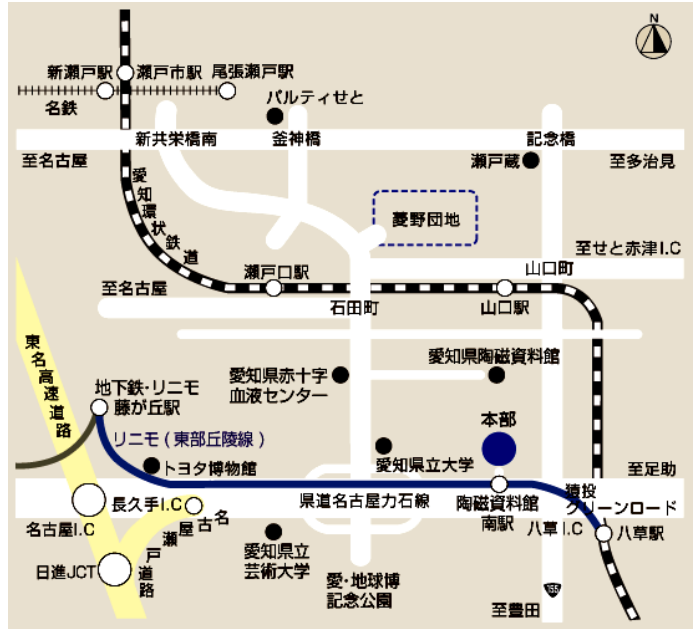 N
新瀬戸駅
瀬戸市駅
尾張瀬戸駅
名鉄
パルティせと
新共栄橋南
釜神橋
記念橋
至名古屋
瀬戸蔵
至多治見
愛知環状鉄道
菱野団地
至せと赤津I.C
瀬戸口駅
山口町
至名古屋
石田町
山口駅
東名高速道路
愛知県赤十字
血液センター
愛知県陶磁資料館
地下鉄・リニモ
藤が丘駅
本部
リニモ(東部丘陵線)
トヨタ博物館
愛知県立大学
至足助
長久手I.C
県道名古屋力石線
陶磁資料館
南駅
猿投
グリーンロード
名古屋I.C
名古屋瀬戸道路
八草I.C
八草駅
日進JCT
愛知県立
芸術大学
愛・地球博
記念公園
155
至豊田